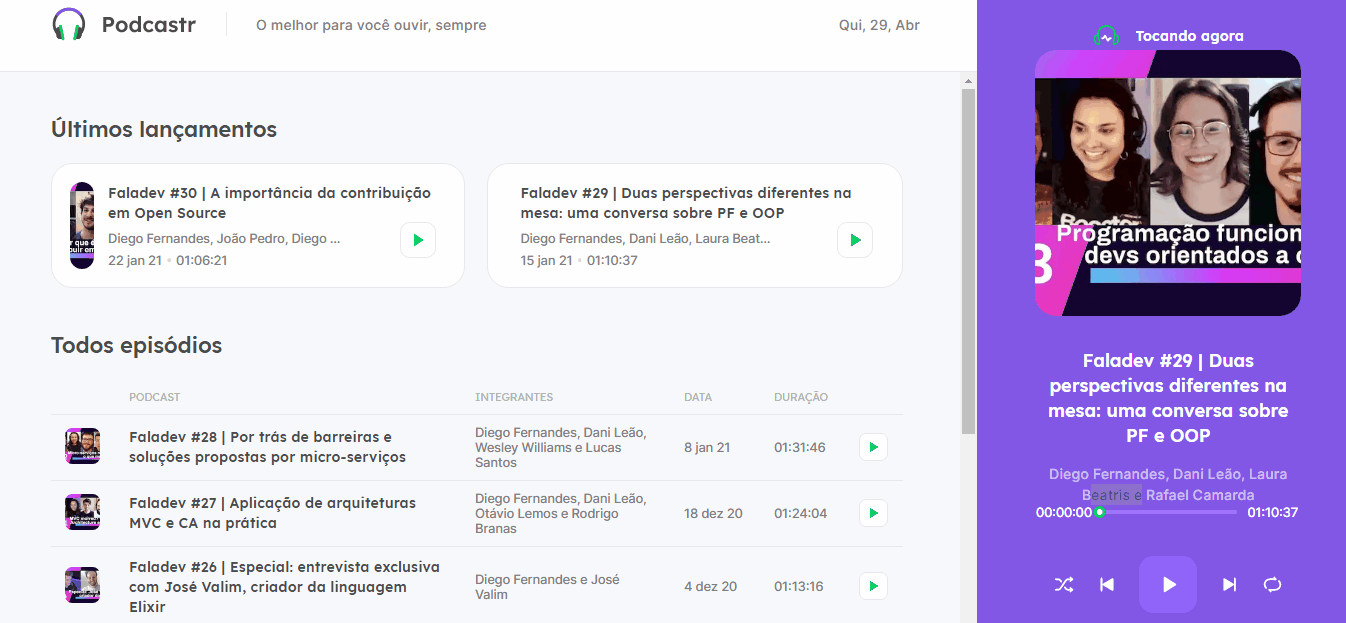 Podcastr
O melhor para você ouvir, sempre
Qui, 29, Abr
Últimos lançamentos
Faladev #30 | A importância da contribuição
em Open Source
Diego Fernandes, João Pedro, Diego ...
22 jan 21 • 01:06:21
Faladev #29 | Duas perspectivas diferentes na
mesa: uma conversa sobre PF e OOP
Diego Fernandes, Dani Leão, Laura Beat...
15 jan 21 • 01:10:37
Todos episódios
PODCAST INTEGRANTES DATA DURAÇÃO
Faladev #28 | Por trás de barreiras e
soluções propostas por micro-serviços
Diego Fernandes, Dani Leão,
Wesley Williams e Lucas
Santos
8 jan 21
01:31:46
Faladev #27 | Aplicação de arquiteturas
MVC e CA na prática
Diego Fernandes, Dani Leão,
Otávio Lemos e Rodrigo
Branas
18 dez 20
01:24:04
Faladev #26 | Especial: entrevista exclusiva
com José Valim, criador da linguagem
Elixir
Diego Fernandes e José
Valim
4 dez 20
01:13:16
Tocando agora
Programação funcion
devs orientados a
Faladev #29 | Duas
perspectivas diferentes na
mesa: uma conversa sobre
PF e OOP
Diego Fernandes, Dani Leão, Laura
Beatris e Rafael Camarda
00:00:00
01:10:37